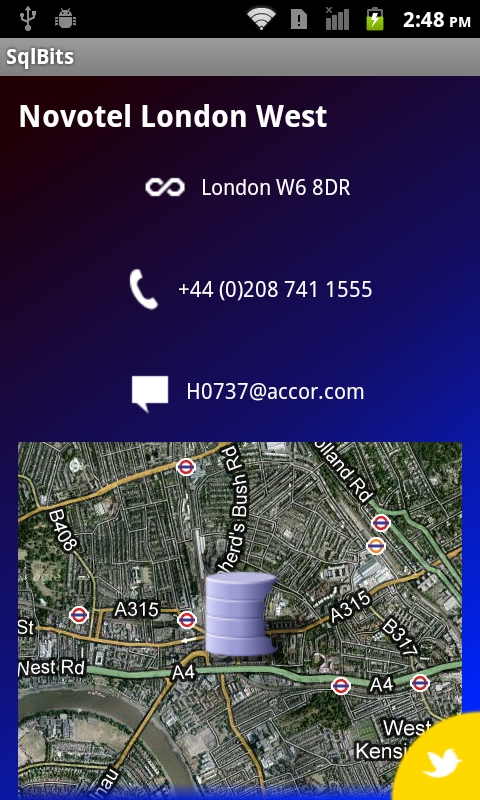 2:48 PM
SqlBits
Novotel London West
London W6 8DR
+44 (0)208 741 1555
H0737@accor.com
olland Rd
herd's Bush Rd
B408
A315
A315
St
B317
Nest Rd
A4
A4
West
Kensi
nau